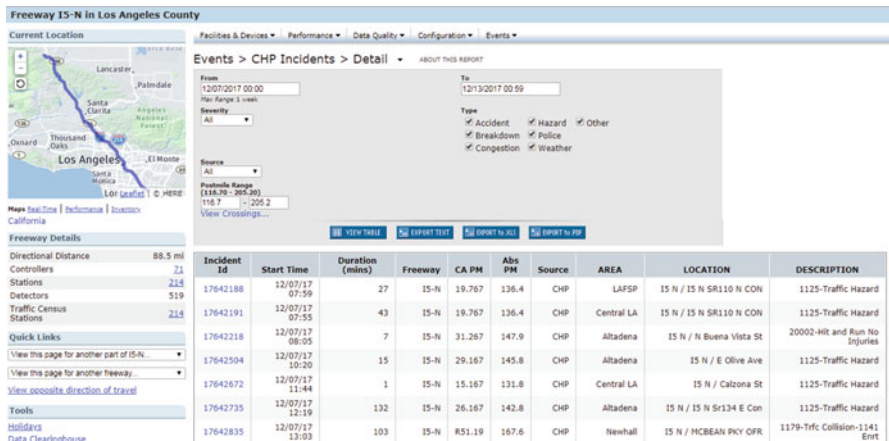 Freeway I5-N in Los Angeles County
Current Location
Facilities & Devices ▾ Performance ▾ Data Quality ▾ Configuration ▾ Events ▾
Events > CHP Incidents > Detail ▾ ABOUT THIS REPORT
+
-
Lancaster
Palmdale
Santa
Clarita
Angeles
National
Forest
Thousand
Oaks
Oxnard
Los Angeles
El Monte
Santa
Monica
Leaflet | © HERE
Maps Real-Time | Performance | Inventory
California
From
12/07/2017 00:00
Max Range:1 week
To
12/13/2017 00:59
Severity
All
Type
Accident Hazard Other
Breakdown Police
Congestion Weather
Source
All
Postmile Range
(116.70 - 205.20)
116.7 - 205.2
View Crossings...
VIEW TABLE EXPORT TEXT EXPORT to .XLS EXPORT to PDF
Freeway Details
Directional Distance 88.5 mi
Controllers 71
Stations 214
Detectors 519
Traffic Census
Stations 214
Quick Links
View this page for another part of I5-N...
View this page for another freeway...
View opposite direction of travel
Tools
Holidays
Data Clearinghouse
Incident Id Start Time Duration (mins) Freeway CA PM Abs PM Source AREA LOCATION DESCRIPTION
17642188 12/07/17 07:59 27 I5-N 19.767 136.4 CHP LAFSP I5 N / I5 N SR110 N CON 1125-Traffic Hazard
17642191 12/07/17 07:55 43 I5-N 19.767 136.4 CHP Central LA I5 N / I5 N SR110 N CON 1125-Traffic Hazard
17642218 12/07/17 08:05 7 I5-N 31.267 147.9 CHP Altadena I5 N / N Buena Vista St 20002-Hit and Run No Injuries
17642504 12/07/17 10:20 15 I5-N 29.167 145.8 CHP Altadena I5 N / E Olive Ave 1125-Traffic Hazard
17642672 12/07/17 11:44 1 I5-N 15.167 131.8 CHP Central LA I5 N / Calzona St 1125-Traffic Hazard
17642735 12/07/17 12:19 132 I5-N 26.167 142.8 CHP Altadena I5 N / I5 N Sr134 E Con 1125-Traffic Hazard
17642835 12/07/17 13:03 103 I5-N R51.19 167.6 CHP Newhall I5 N / MCBEAN PKY OFR 1179-Trfc Collision-1141 Enrt